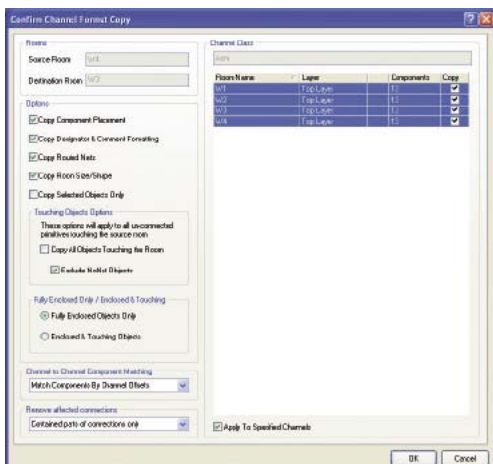 Confirm Channel Format Copy
Rooms
Source Room W4
Destination Room W3
Options
Copy Component Placement
Copy Designator & Comment Formatting
Copy Routed Nets
Copy Room Size/Shape
Copy Selected Objects Only
Touching Objects Options
These options will apply to all un-connected
primitives touching the source room
Copy All Objects Touching the Room
Exclude NoNet Objects
Fully Enclosed Only / Enclosed & Touching
Fully Enclosed Objects Only
Enclosed & Touching Objects
Channel to Channel Component Matching
Match Components By Channel Offsets
Remove affected connections
Contained parts of connections only
Channel Class
Room Name Layer Components Copy
W1 Top Layer 13
W2 Top Layer 13
W3 Top Layer 13
W4 Top Layer 13
Apply To Specified Channels
OK Cancel